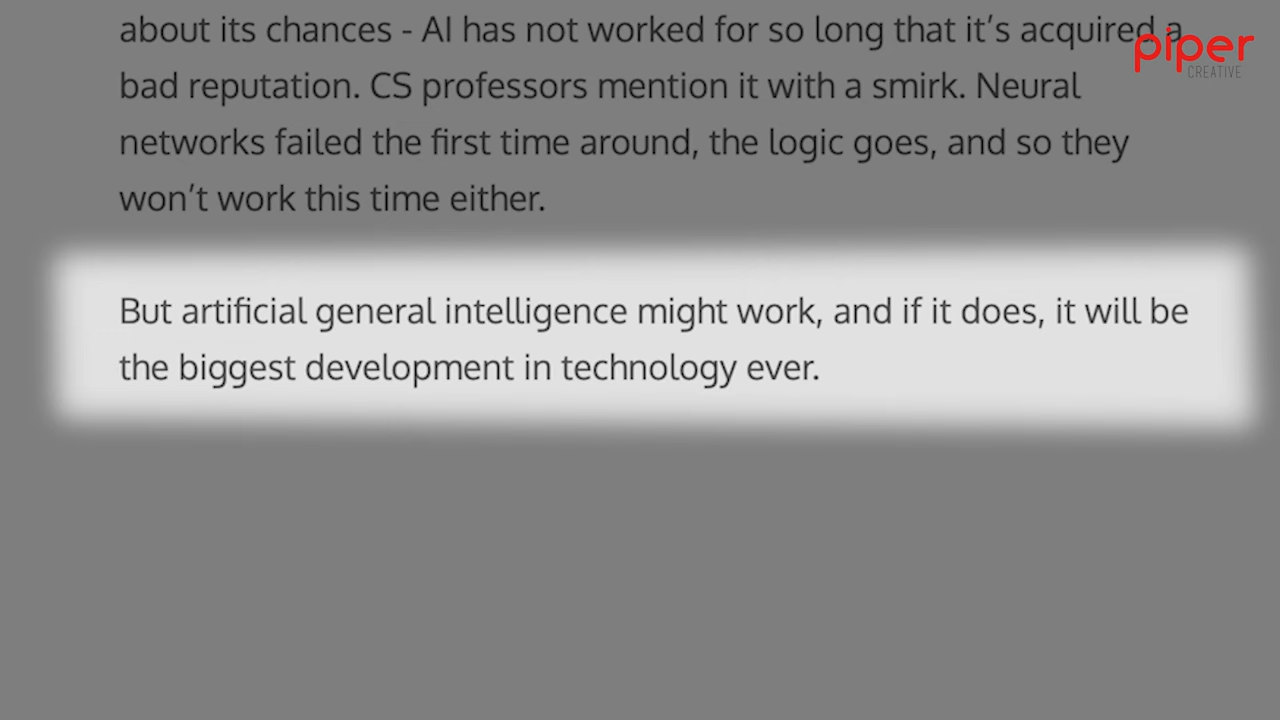 about its chances - AI has not worked for so long that it's acquired a
piper
CREATIVE
bad reputation. CS professors mention it with a smirk. Neural
networks failed the first time around, the logic goes, and so they
won't work this time either.
But artificial general intelligence might work, and if it does, it will be
the biggest development in technology ever.